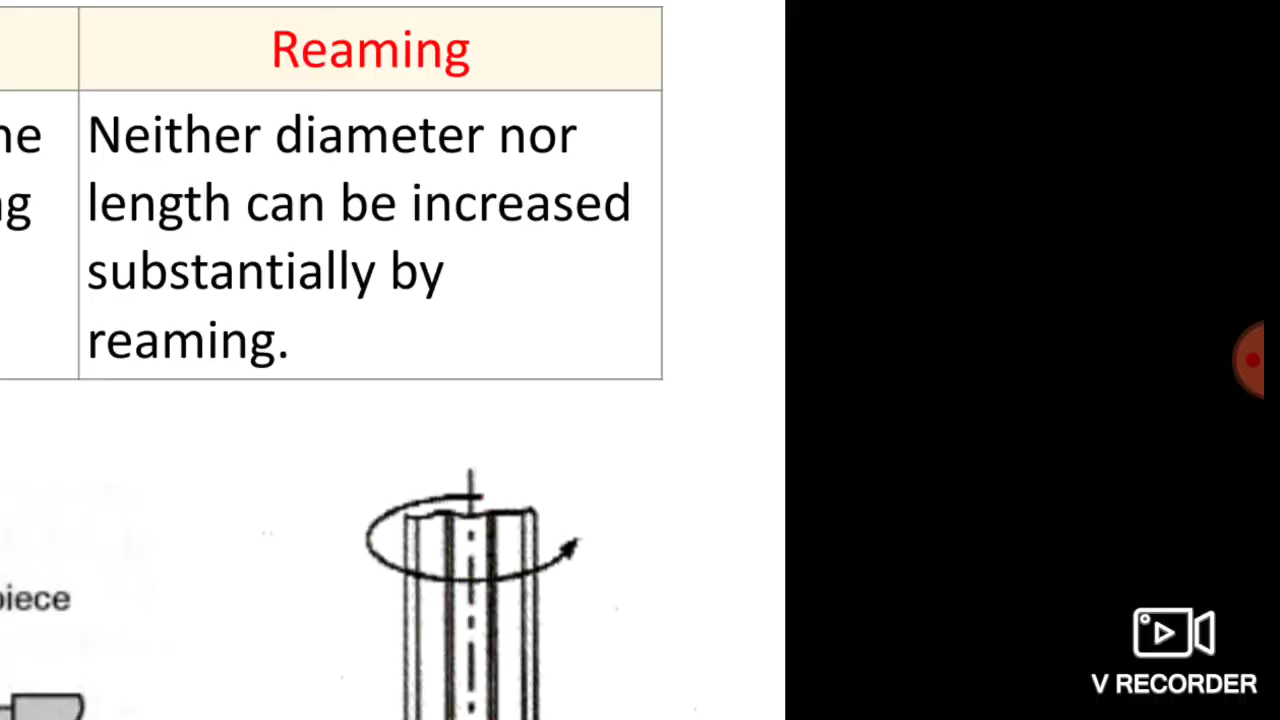 Reaming
Neither diameter nor
length can be increased
substantially by
reaming.
V RECORDER